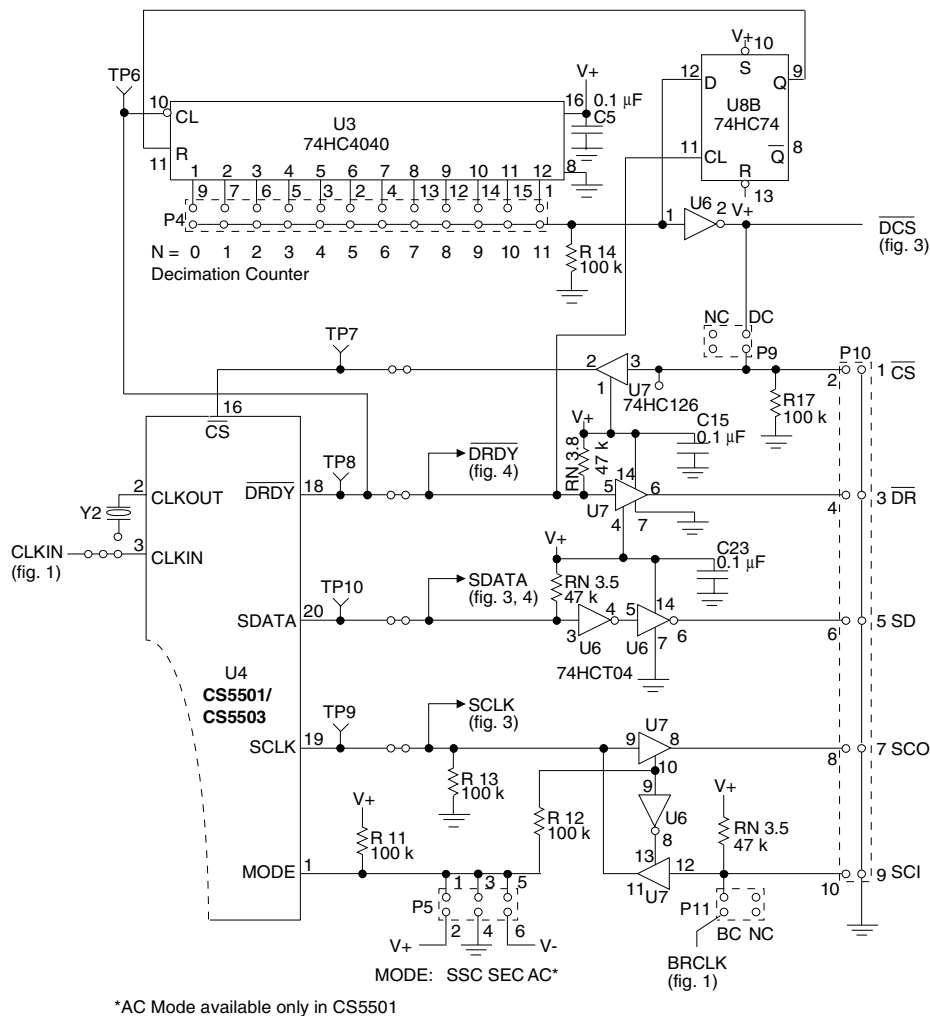 TP6
10
CL
R
11
U3
74HC4040
16
8
V+
0.1 µF
C5
V+
10
S
12
D
Q
9
U8B
74HC74
11
CL
Q
8
R
13
V+
1 2 3 4 5 6 7 8 9 10 11 12
9 7 6 5 3 2 4 13 12 14 15 1
P4
N = 0 1 2 3 4 5 6 7 8 9 10 11
Decimation Counter
R 14
100 k
1
U6
2
DCS
(fig. 3)
NC
DC
P9
TP7
2
3
1
U7
74HC126
P10
1 CS
2
R17
100 k
16
CS
V+
C15
0.1 µF
RN 3.8
47 k
TP8
DRDY
(fig. 4)
DRDY
18
5
14
6
U7
4
7
3 DR
4
2
CLKOUT
Y2
3
CLKIN
CLKIN
(fig. 1)
V+
C23
0.1 µF
RN 3.5
47 k
TP10
SDATA
(fig. 3, 4)
SDATA
20
3
4
U6
5
14
6
U6
7
74HCT04
5 SD
6
U4
CS5501/
CS5503
TP9
SCLK
(fig. 3)
SCLK
19
R 13
100 k
U7
9
8
10
7 SCO
8
9
U6
8
V+
R 11
100 k
R 12
100 k
V+
RN 3.5
47 k
MODE
1
13
12
11
U7
9 SCI
10
1 3 5
P5
2 4 6
V+
V-
P11
BC NC
BRCLK
(fig. 1)
MODE: SSC SEC AC*
*AC Mode available only in CS5501